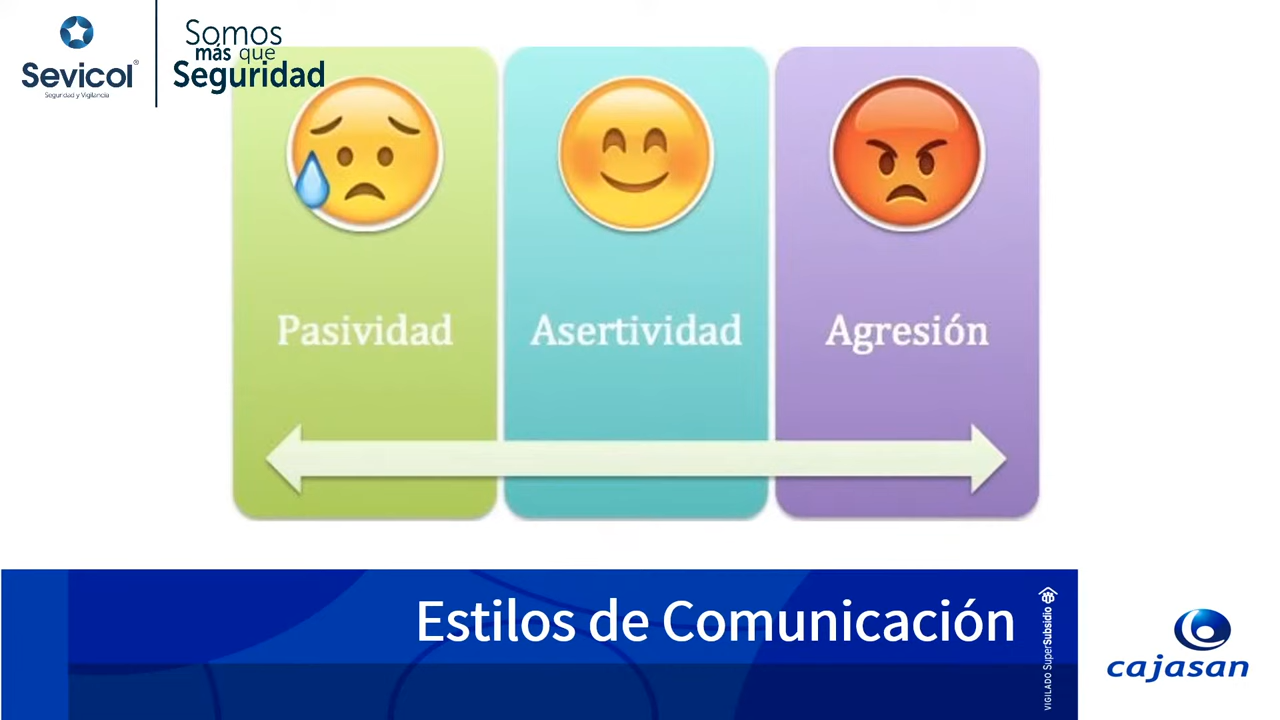 Sevicol
Seguridad y Vigilancia
Somos
más que
Seguridad
Pasividad
Asertividad
Agresión
Estilos de Comunicación
VIGILADO SuperSubsidio
cajasan